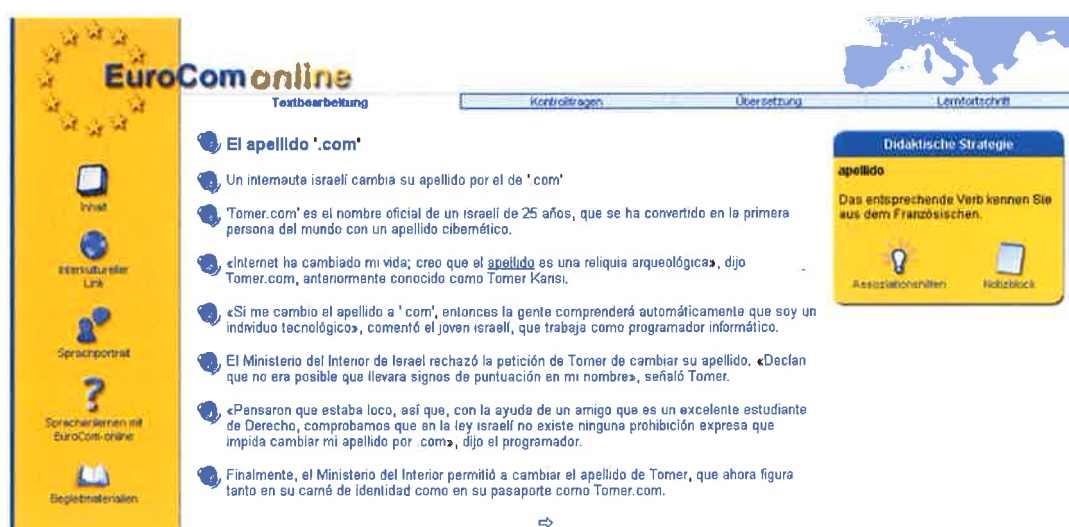 EuroCom online
Textbearbeitung
Kontrollfragen
Übersetzung
Lernfortschritt
Inhalt
Interkultureller
Link
Sprachportrait
Sprachenlernen mit
EuroCom-online
Begleitmaterialien
El apellido '.com'
Un internauta israelí cambia su apellido por el de '.com'
'Tomer.com' es el nombre oficial de un israelí de 25 años, que se ha convertido en la primera
persona del mundo con un apellido cibernético.
«Internet ha cambiado mi vida; creo que el apellido es una reliquia arqueológica», dijo
Tomer.com, anteriormente conocido como Tomer Karisi.
«Si me cambio el apellido a '.com', entonces la gente comprenderá automáticamente que soy un
individuo tecnológico», comentó el joven israelí, que trabaja como programador informático.
El Ministerio del Interior de Israel rechazó la petición de Tomer de cambiar su apellido. «Decían
que no era posible que llevara signos de puntuación en mi nombre», señaló Tomer.
«Pensaron que estaba loco, así que, con la ayuda de un amigo que es un excelente estudiante
de Derecho, comprobamos que en la ley israelí no existe ninguna prohibición expresa que
impida cambiar mi apellido por .com», dijo el programador.
Finalmente, el Ministerio del Interior permitió a cambiar el apellido de Tomer, que ahora figura
tanto en su carné de identidad como en su pasaporte como Tomer.com.
Didaktische Strategie
apellido
Das entsprechende Verb kennen Sie
aus dem Französischen.
Assoziationshilfen
Notizblock